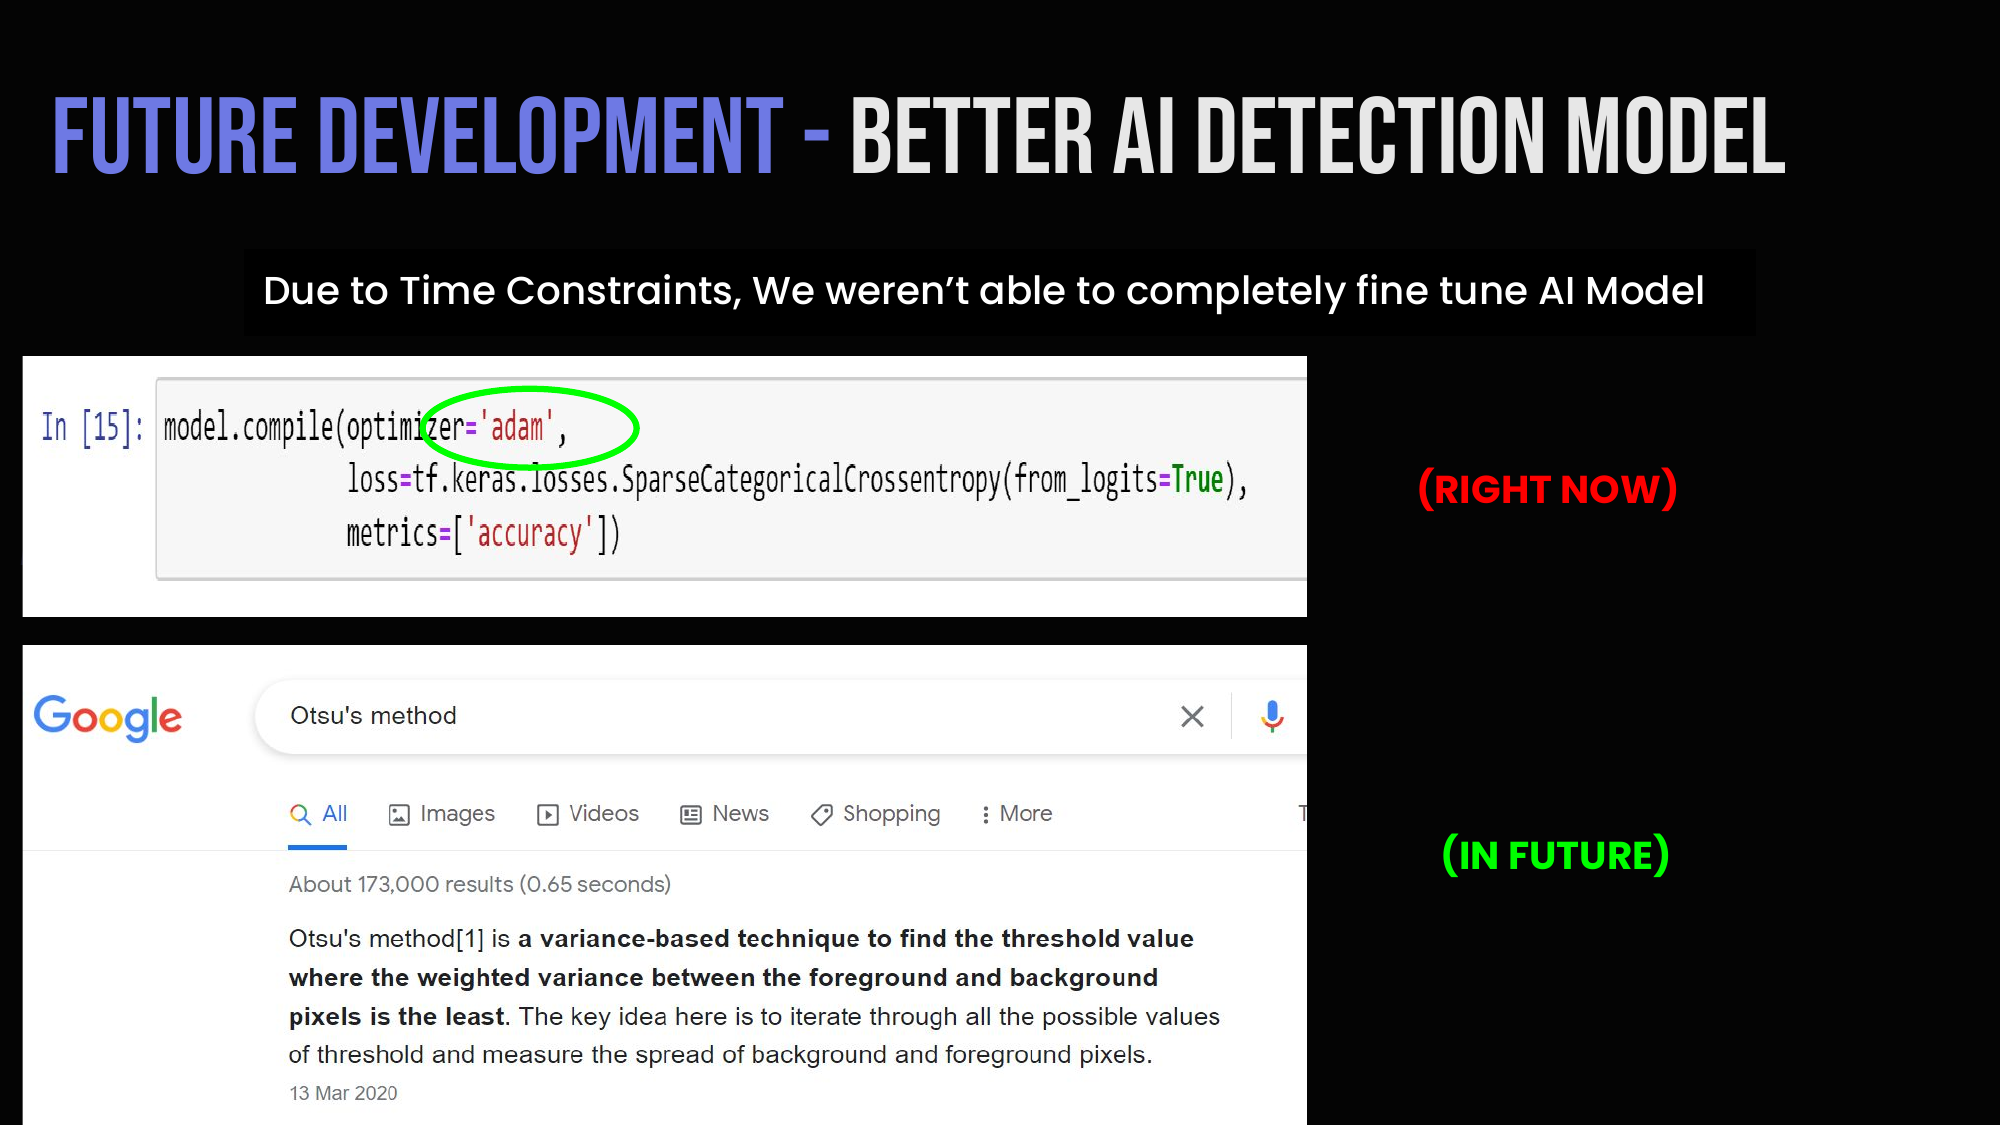 FUTURE DEVELOPMENT - BETTER AI DETECTION MODEL
Due to Time Constraints, We weren't able to completely fine tune AI Model
In [15]: model.compile(optimizer='adam',
loss=tf.keras.losses.SparseCategoricalCrossentropy(from_logits=True),
metrics=['accuracy'])
(RIGHT NOW)
Google
Otsu's method
All Images Videos News Shopping More T
About 173,000 results (0.65 seconds)
(IN FUTURE)
Otsu's method[1] is a variance-based technique to find the threshold value
where the weighted variance between the foreground and background
pixels is the least. The key idea here is to iterate through all the possible values
of threshold and measure the spread of background and foreground pixels.
13 Mar 2020